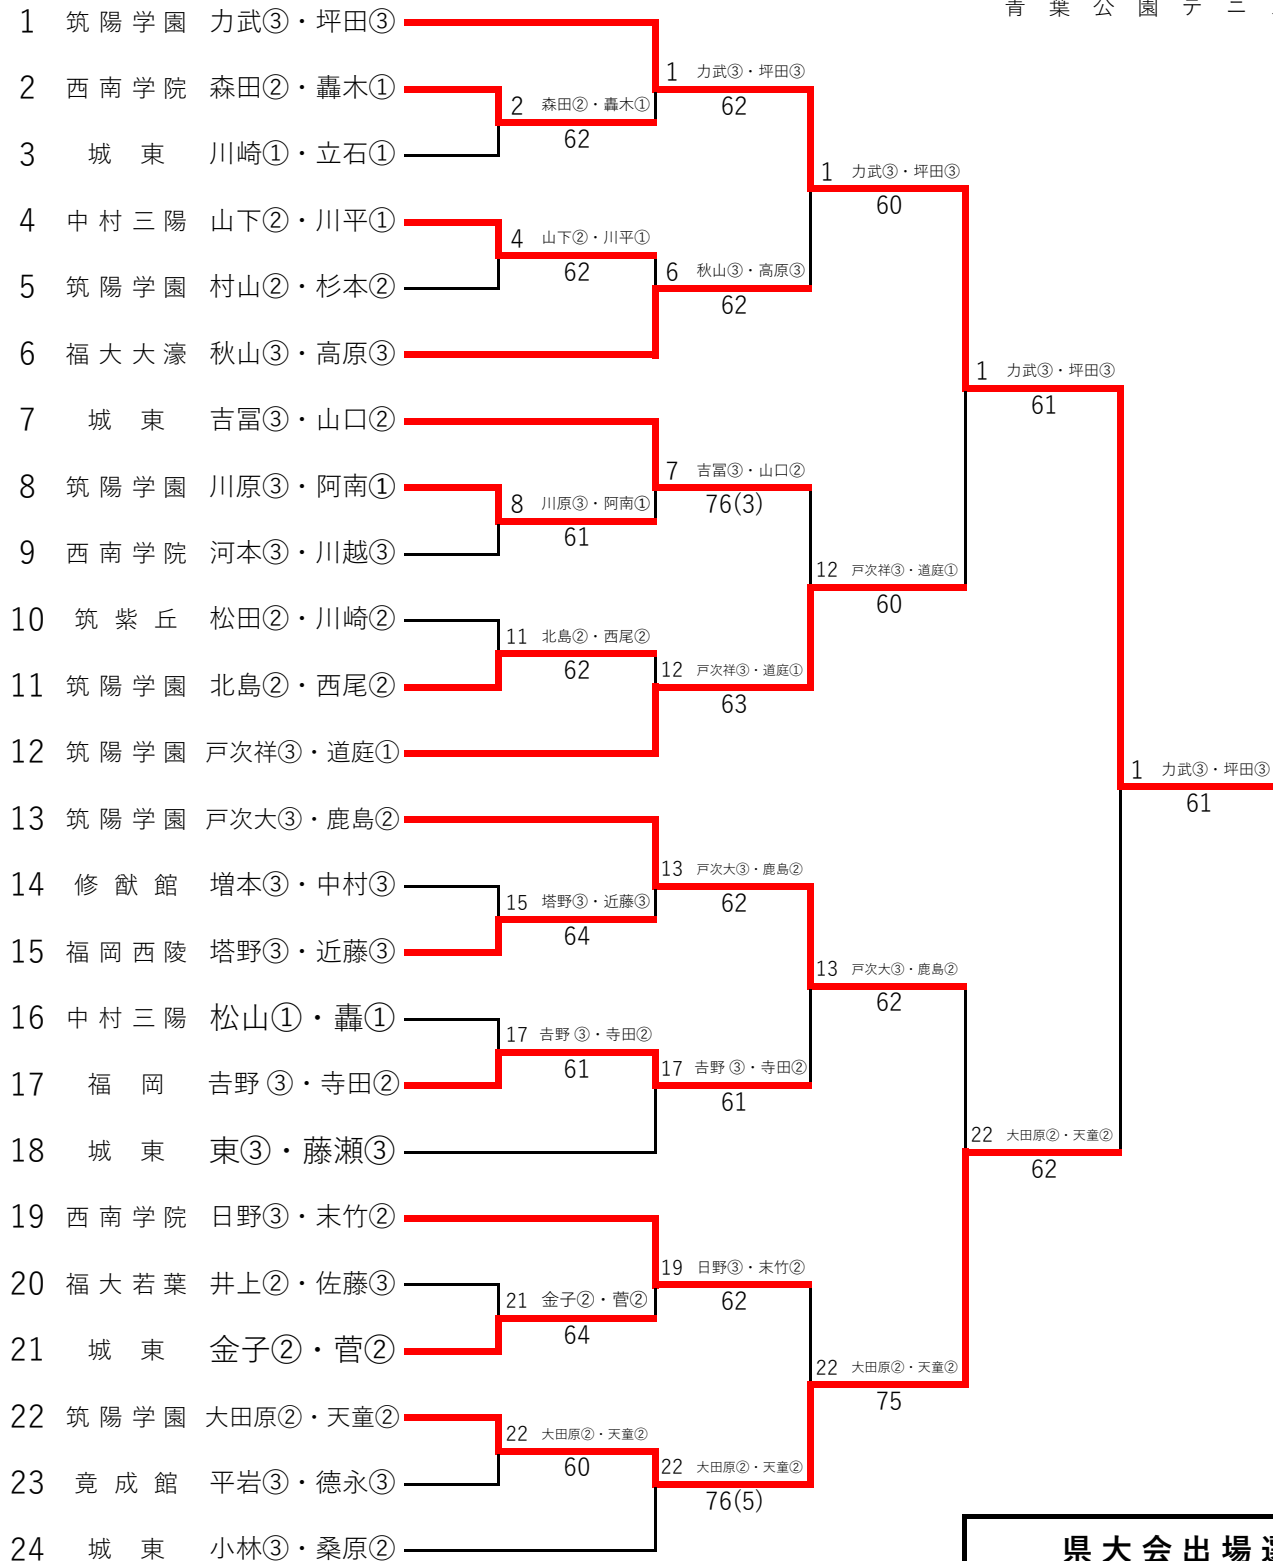 青葉公園テニ
1 筑陽学園 力武③・坪田③
2 西南学院 森田②・轟木①
3 城東 川崎①・立石①
4 中村三陽 山下②・川平①
5 筑陽学園 村山②・杉本②
6 福大大濠 秋山③・高原③
7 城東 吉冨③・山口②
8 筑陽学園 川原③・阿南①
9 西南学院 河本③・川越③
10 筑紫丘 松田②・川崎②
11 筑陽学園 北島②・西尾②
12 筑陽学園 戸次祥③・道庭①
13 筑陽学園 戸次大③・鹿島②
14 修猷館 増本③・中村③
15 福岡西陵 塔野③・近藤③
16 中村三陽 松山①・轟①
17 福岡 𠮷野 ③・寺田②
18 城東 東③・藤瀬③
19 西南学院 日野③・末竹②
20 福大若葉 井上②・佐藤③
21 城東 金子②・菅②
22 筑陽学園 大田原②・天童②
23 竟成館 平岩③・德永③
24 城東 小林③・桑原②
2 森田②・轟木①
62
4 山下②・川平①
62
8 川原③・阿南①
61
11 北島②・西尾②
62
15 塔野③・近藤③
64
17 𠮷野 ③・寺田②
61
21 金子②・菅②
64
22 大田原②・天童②
60
1 力武③・坪田③
62
6 秋山③・高原③
62
7 吉冨③・山口②
76(3)
12 戸次祥③・道庭①
63
13 戸次大③・鹿島②
62
17 𠮷野 ③・寺田②
61
19 日野③・末竹②
62
22 大田原②・天童②
76(5)
1 力武③・坪田③
60
12 戸次祥③・道庭①
60
13 戸次大③・鹿島②
62
22 大田原②・天童②
75
1 力武③・坪田③
61
22 大田原②・天童②
62
1 力武③・坪田③
61
県大会出場選